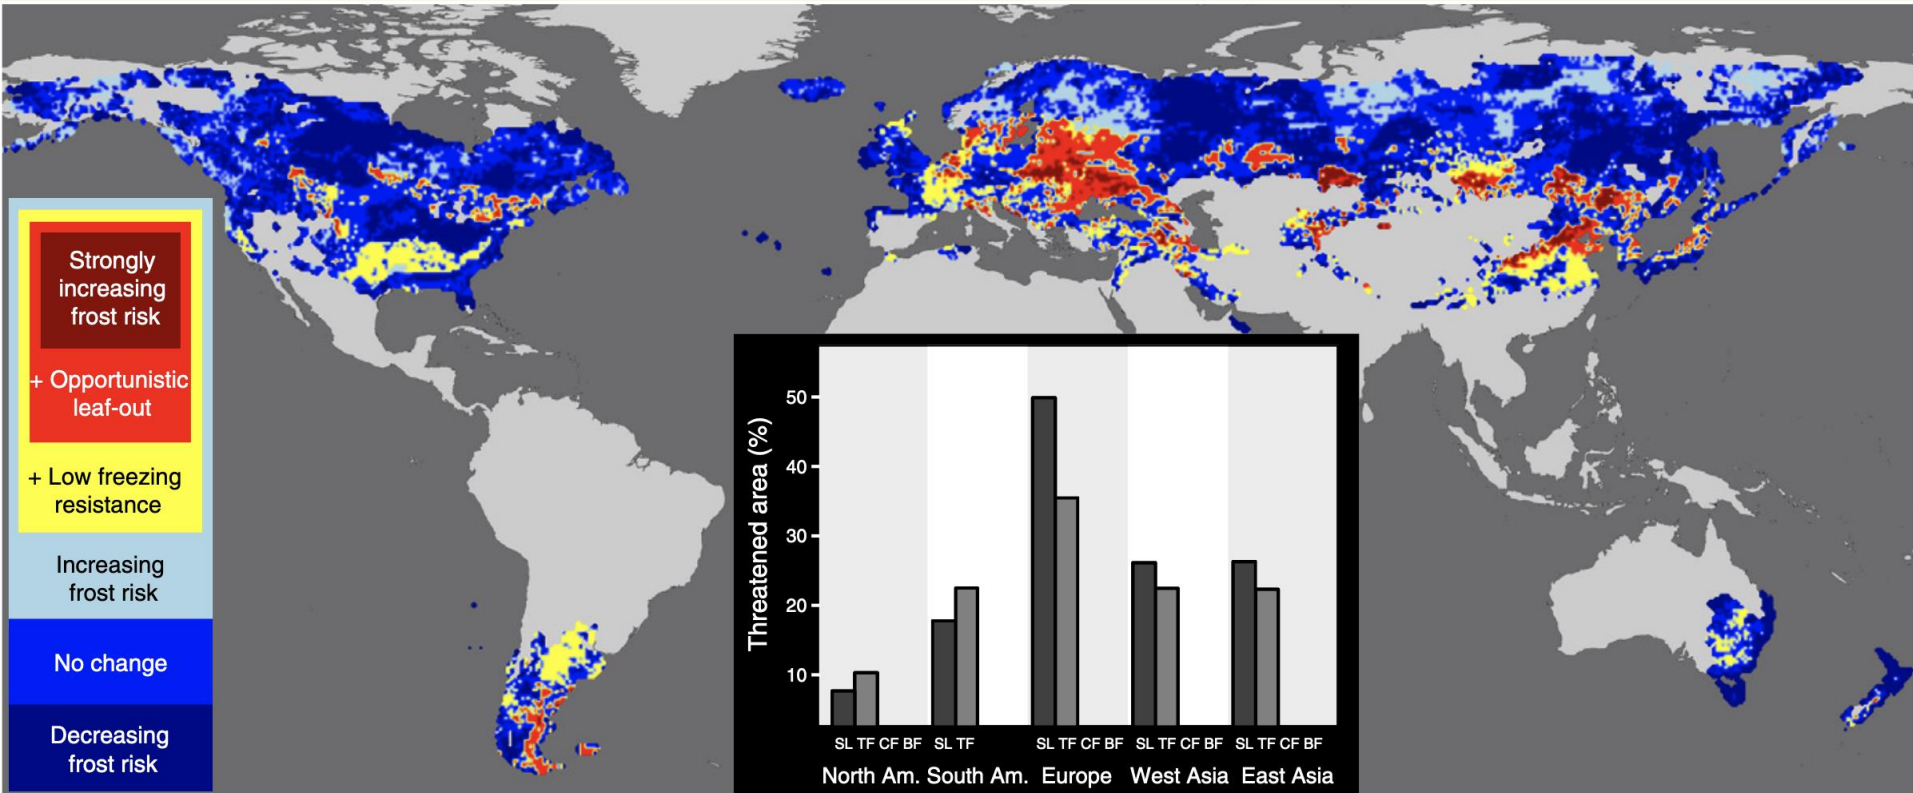 Strongly
increasing
frost risk
+ Opportunistic
leaf-out
+ Low freezing
resistance
Increasing
frost risk
No change
Decreasing
frost risk
Threatened area (%)
50
40
30
20
10
SL TF CF BF SL TF SL TF CF BF SL TF CF BF SL TF CF BF
North Am. South Am. Europe West Asia East Asia